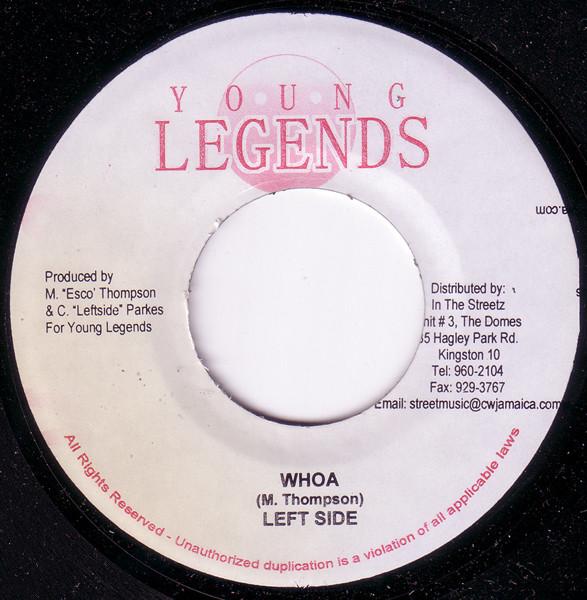 YOUNG
LEGENDS
Produced by
M. "Esco' Thompson
& C. "Leftside" Parkes
For Young Legends
Distributed by:
In The Streetz
nit # 3, The Domes
35 Hagley Park Rd.
Kingston 10
Tel: 960-2104
Fax: 929-3767
Email: streetmusic@cwjamaica.com
WHOA
(M. Thompson)
LEFT SIDE
All Rights Reserved - Unauthorized duplication is a violation of all applicable laws